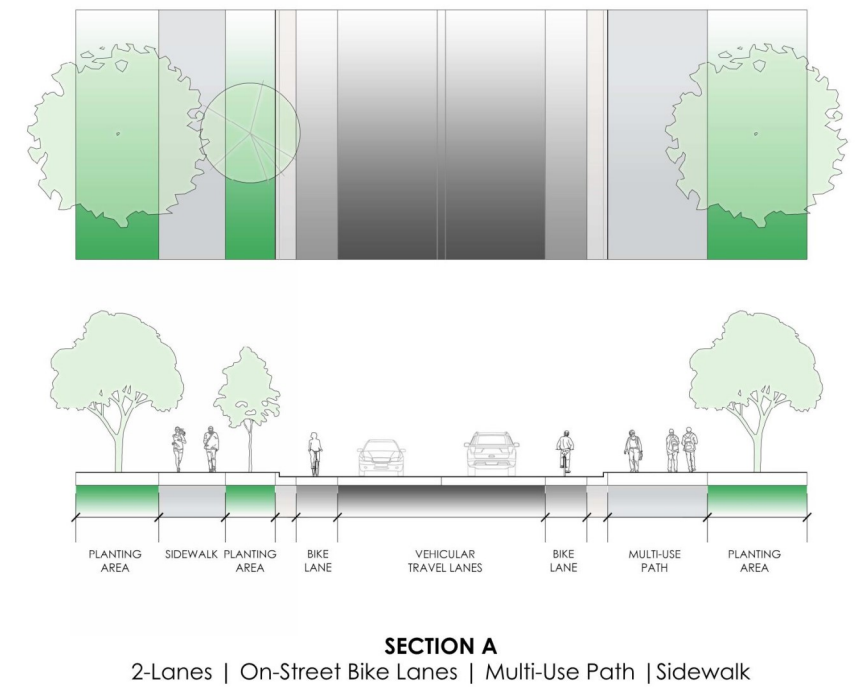 PLANTING
AREA
SIDEWALK
PLANTING
AREA
BIKE
LANE
VEHICULAR
TRAVEL LANES
BIKE
LANE
MULTI-USE
PATH
PLANTING
AREA
SECTION A
2-Lanes | On-Street Bike Lanes | Multi-Use Path |Sidewalk